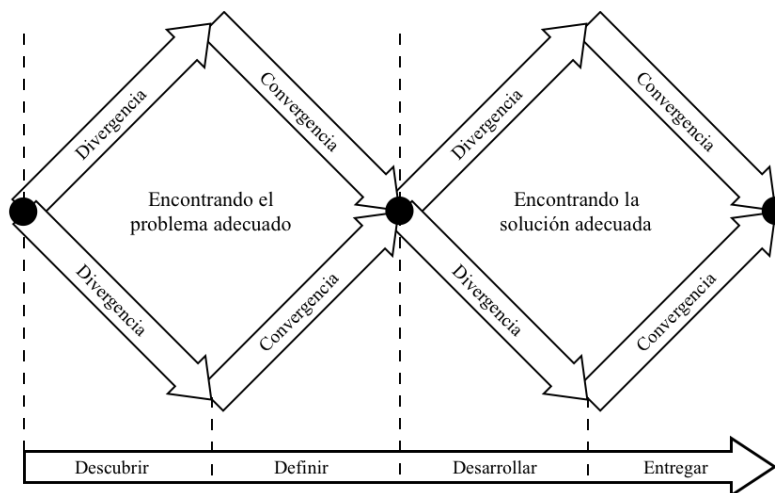 Divergencia
Convergencia
Divergencia
Convergencia
Encontrando el
problema adecuado
Encontrando la
solución adecuada
Divergencia
Convergencia
Divergencia
Convergencia
Descubrir
Definir
Desarrollar
Entregar